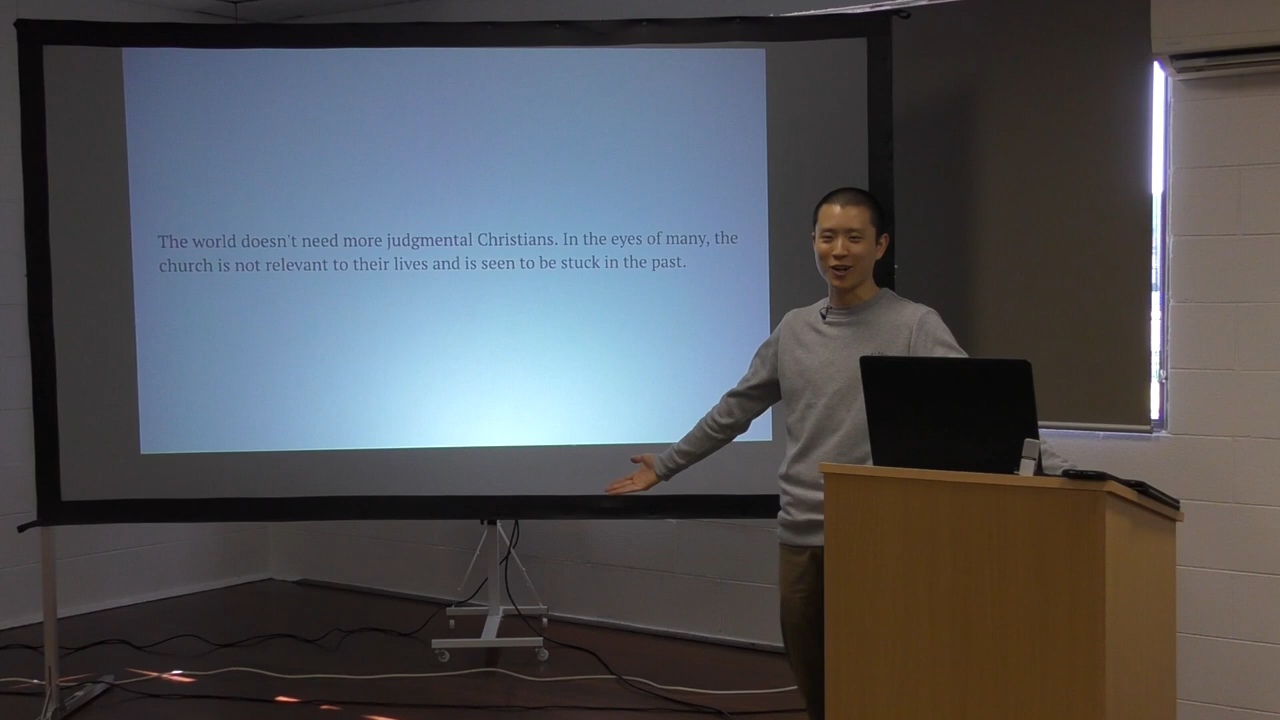 The world doesn't need more judgmental Christians. In the eyes of many, the
church is not relevant to their lives and is seen to be stuck in the past.